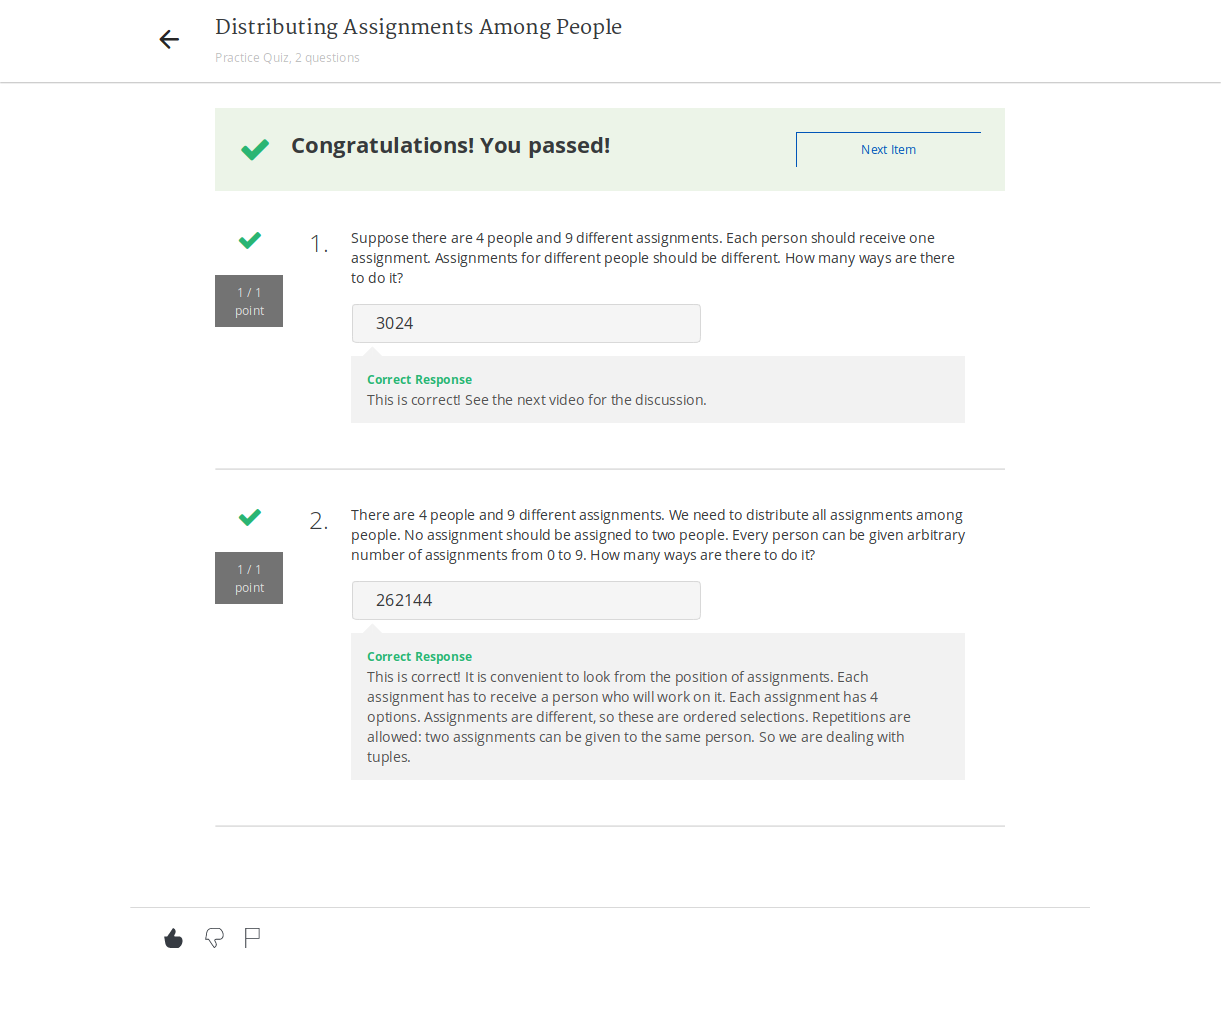 Distributing Assignments Among People
Practice Quiz, 2 questions
Congratulations! You passed!
Next Item
1 / 1
point
1.
Suppose there are 4 people and 9 different assignments. Each person should receive one
assignment. Assignments for different people should be different. How many ways are there
to do it?
3024
Correct Response
This is correct! See the next video for the discussion.
1 / 1
point
2.
There are 4 people and 9 different assignments. We need to distribute all assignments among
people. No assignment should be assigned to two people. Every person can be given arbitrary
number of assignments from 0 to 9. How many ways are there to do it?
262144
Correct Response
This is correct! It is convenient to look from the position of assignments. Each
assignment has to receive a person who will work on it. Each assignment has 4
options. Assignments are different, so these are ordered selections. Repetitions are
allowed: two assignments can be given to the same person. So we are dealing with
tuples.